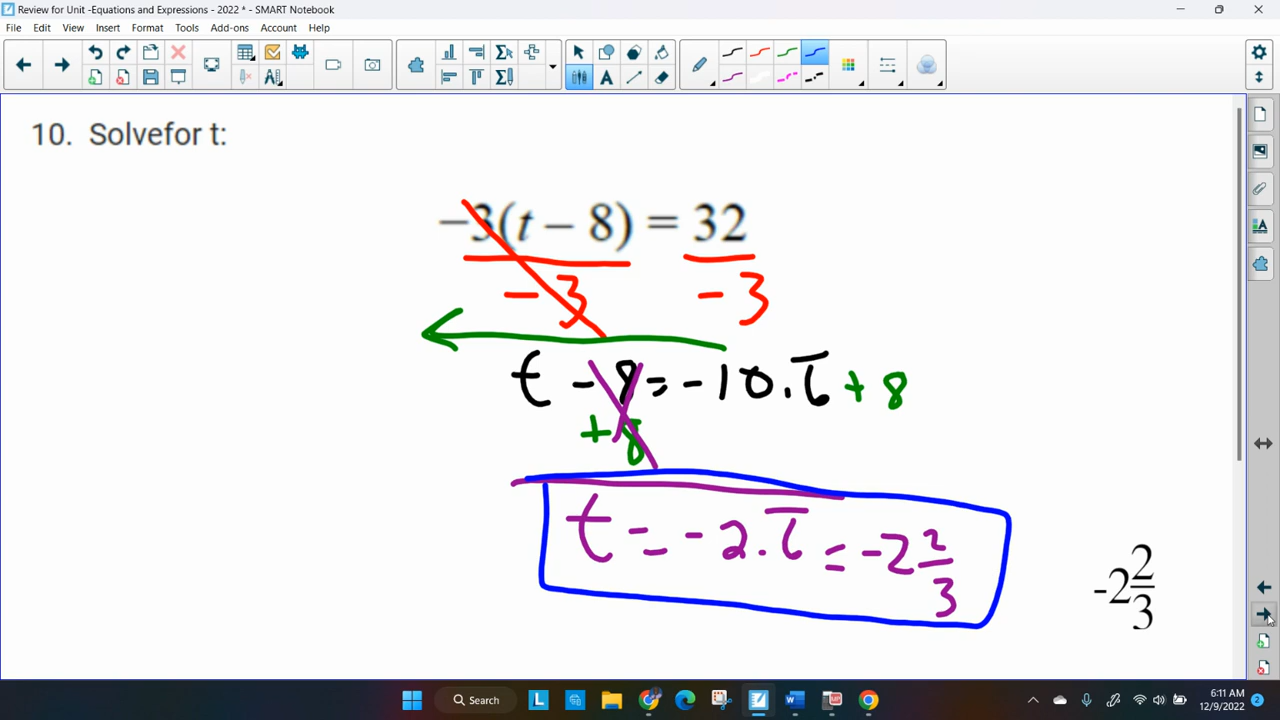 Review for Unit -Equations and Expressions - 2022 * - SMART Notebook
File Edit View Insert Format Tools Add-ons Account Help
10. Solvefor t:
−3(t − 8) = 32
- 3 - 3
t - 8 = - 10.6̅ + 8
+ 8
t = - 2.6̅ = - 2 2/3
-2 2/3
Search
6:11 AM
12/9/2022
2